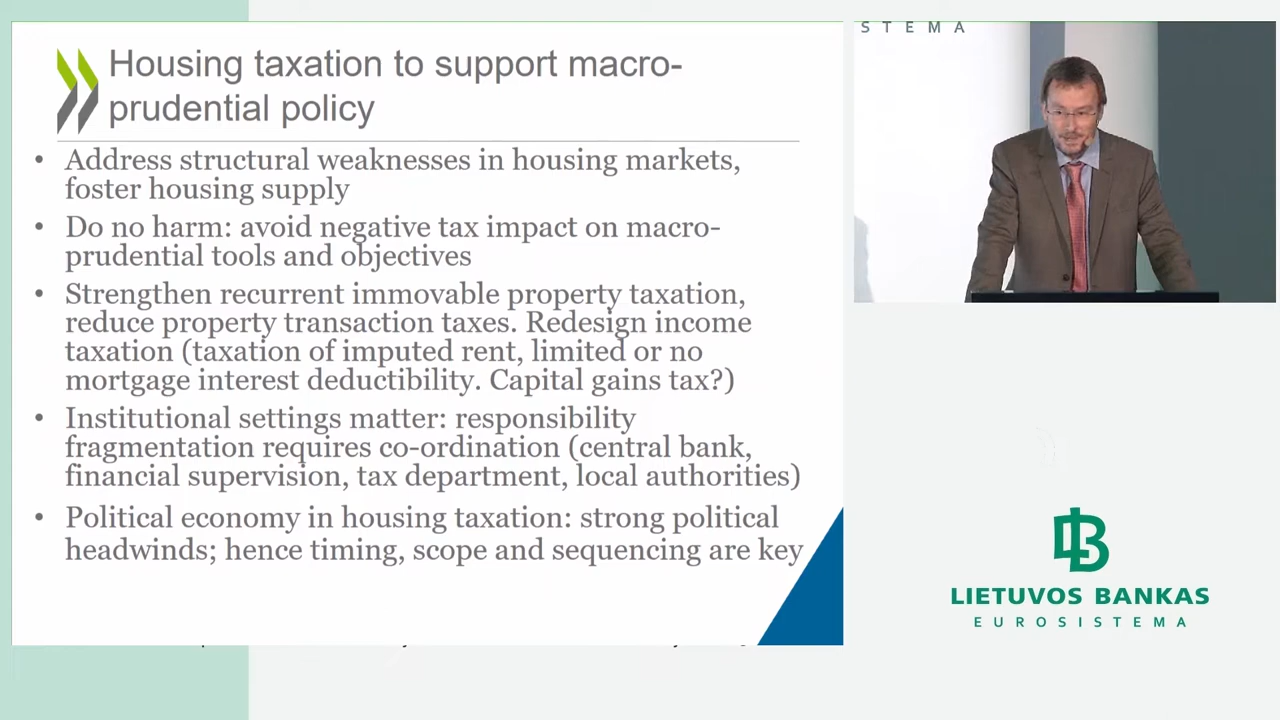 Housing taxation to support macro-
prudential policy
• Address structural weaknesses in housing markets,
foster housing supply
• Do no harm: avoid negative tax impact on macro-
prudential tools and objectives
• Strengthen recurrent immovable property taxation,
reduce property transaction taxes. Redesign income
taxation (taxation of imputed rent, limited or no
mortgage interest deductibility. Capital gains tax?)
• Institutional settings matter: responsibility
fragmentation requires co-ordination (central bank,
financial supervision, tax department, local authorities)
• Political economy in housing taxation: strong political
headwinds; hence timing, scope and sequencing are key
STEMA
LIETUVOS BANKAS
EUROSISTEMA